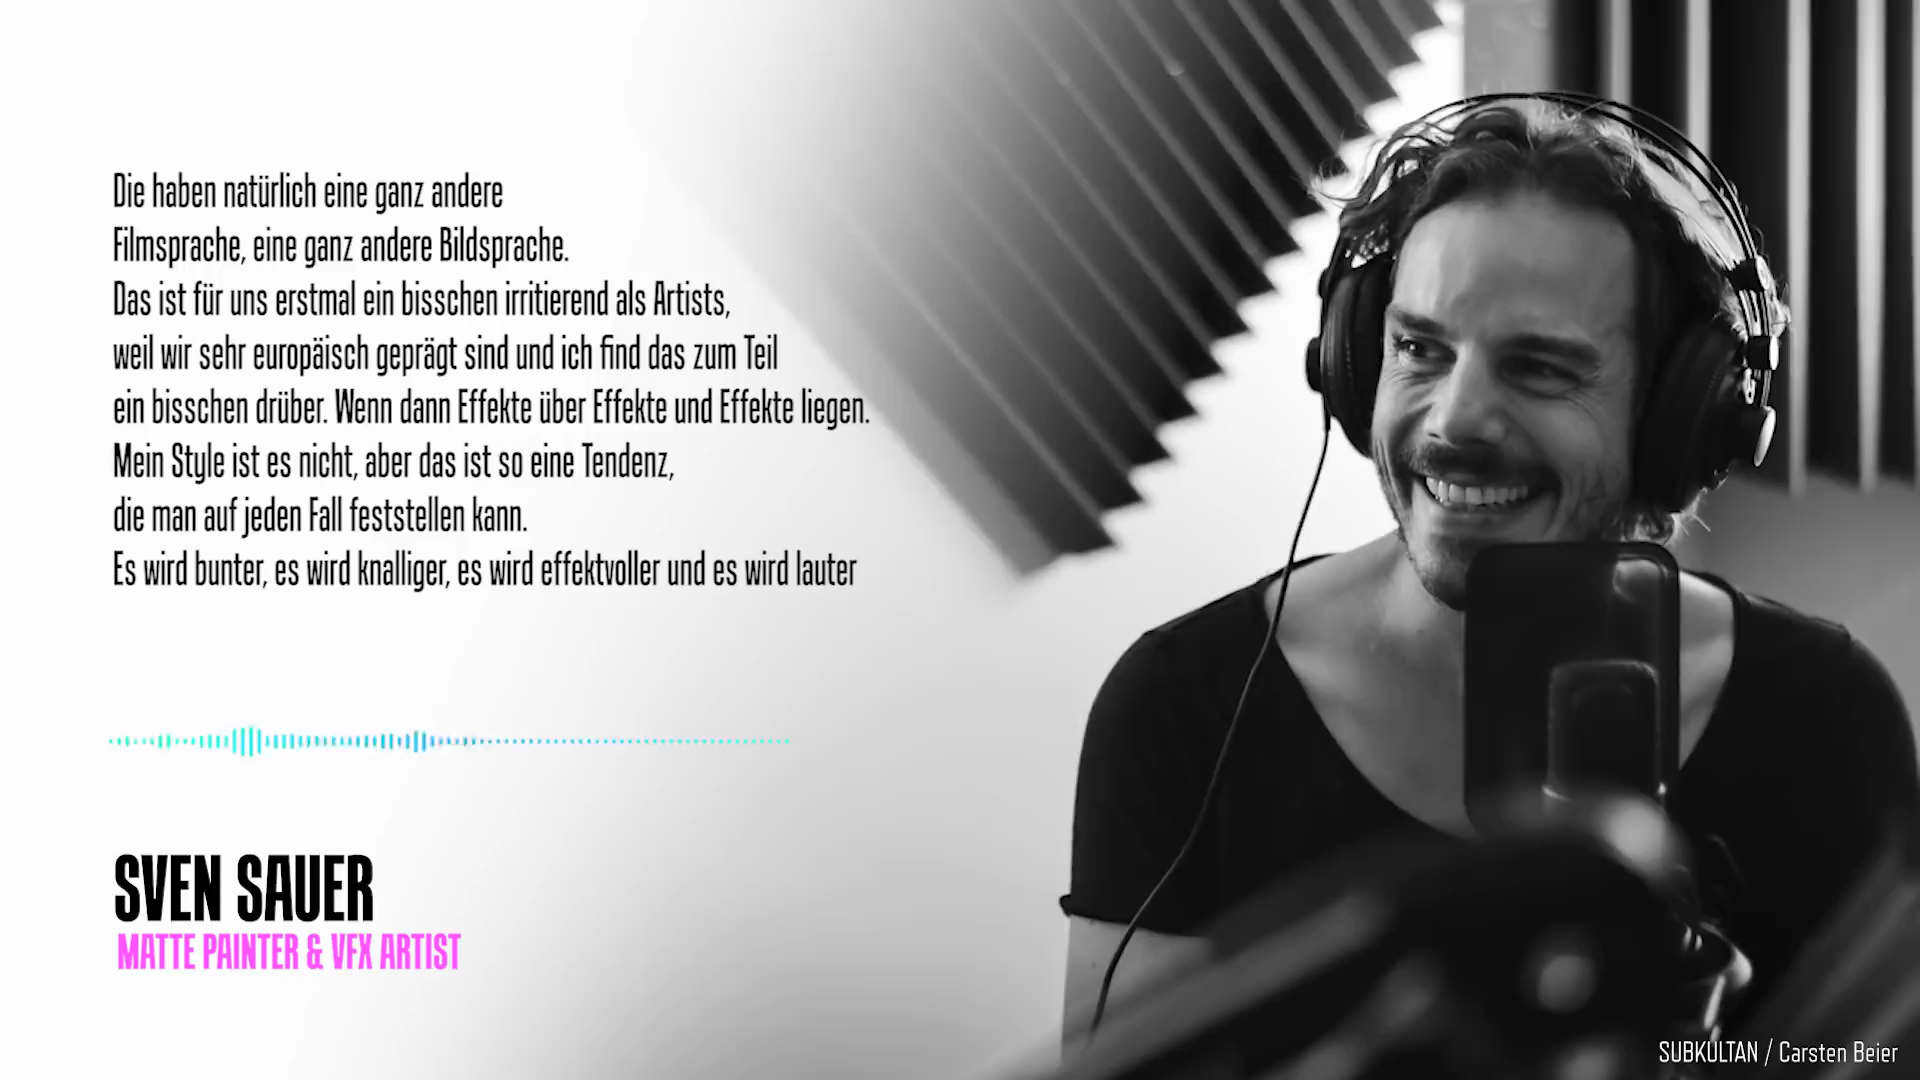 Die haben natürlich eine ganz andere
Filmsprache, eine ganz andere Bildsprache.
Das ist für uns erstmal ein bisschen irritierend als Artists,
weil wir sehr europäisch geprägt sind und ich find das zum Teil
ein bisschen drüber. Wenn dann Effekte über Effekte und Effekte liegen.
Mein Style ist es nicht, aber das ist so eine Tendenz,
die man auf jeden Fall feststellen kann.
Es wird bunter, es wird knalliger, es wird effektvoller und es wird lauter
SVEN SAUER
MATTE PAINTER & VFX ARTIST
SUBKULTAN / Carsten Beier